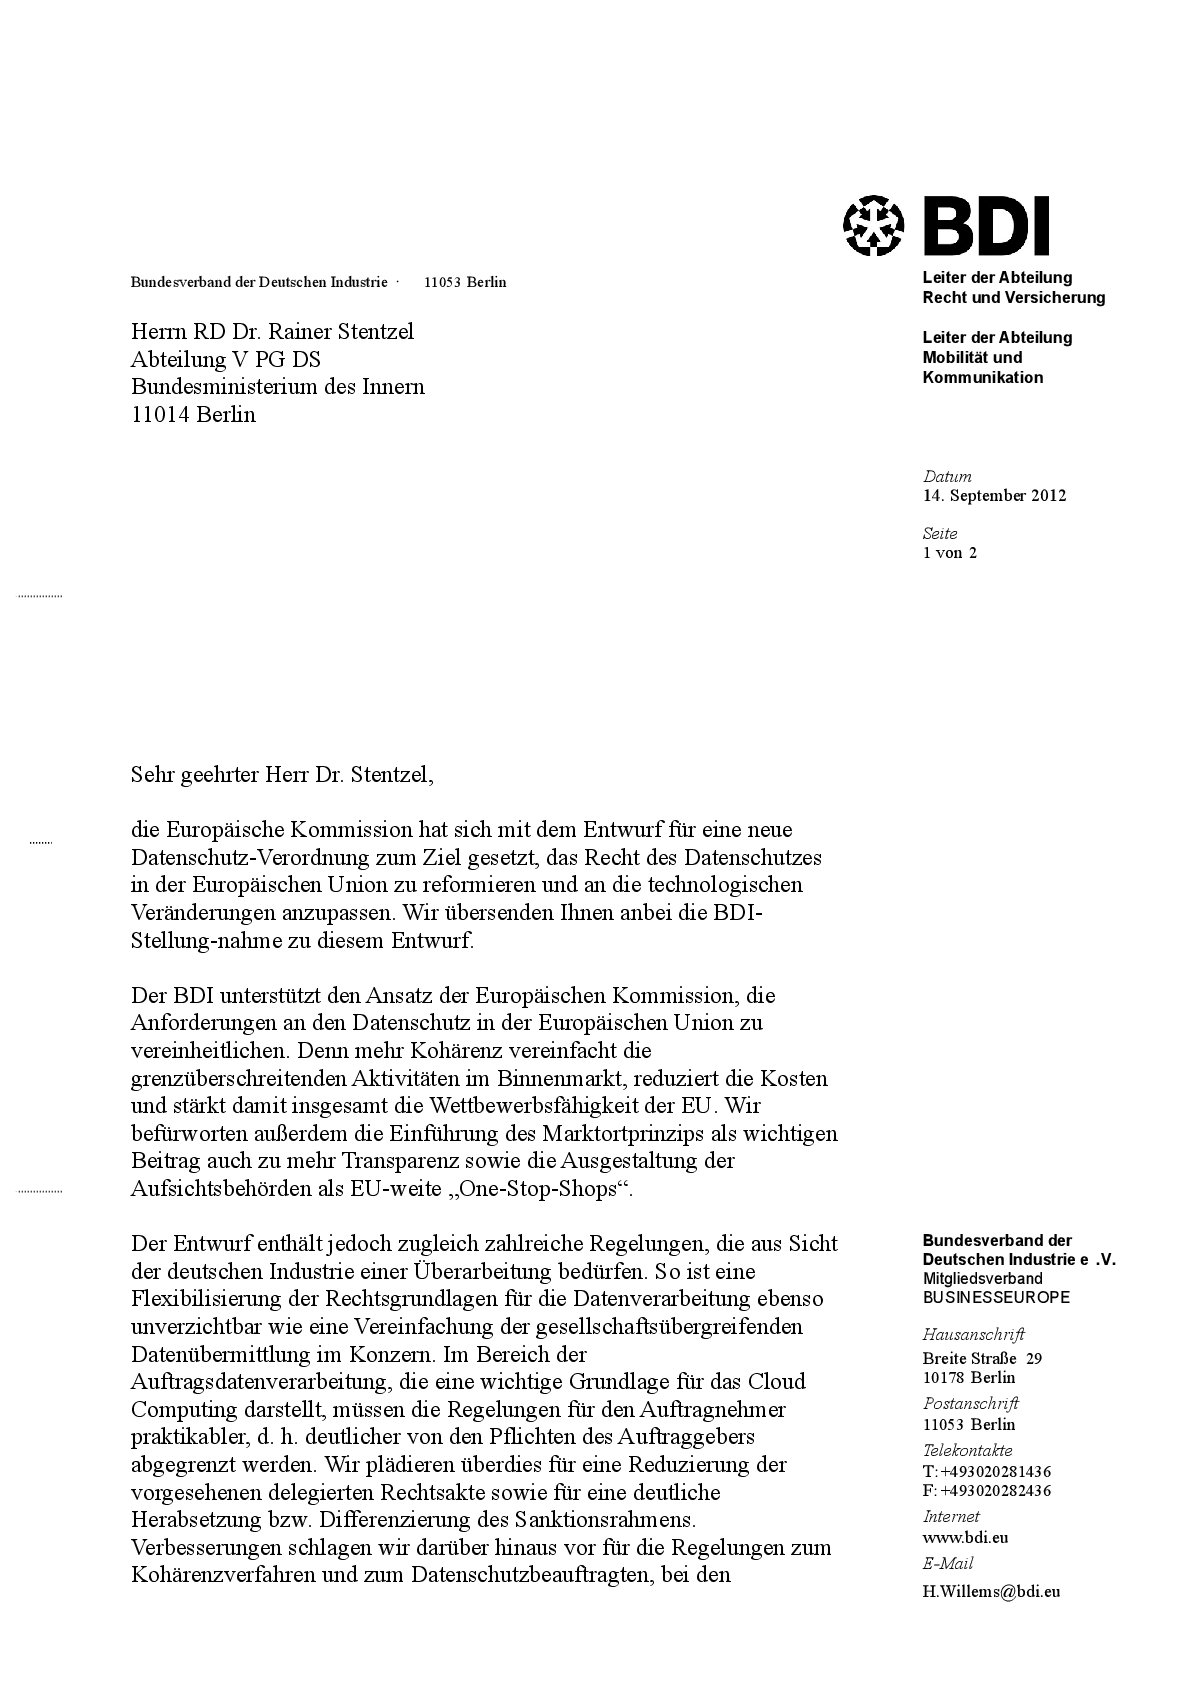 BDI
Leiter der Abteilung
Recht und Versicherung
Leiter der Abteilung
Mobilität und
Kommunikation
Bundesverband der Deutschen Industrie · 11053 Berlin
Herrn RD Dr. Rainer Stentzel
Abteilung V PG DS
Bundesministerium des Innern
11014 Berlin
Datum
14. September 2012
Seite
1 von 2
Sehr geehrter Herr Dr. Stentzel,
die Europäische Kommission hat sich mit dem Entwurf für eine neue
Datenschutz-Verordnung zum Ziel gesetzt, das Recht des Datenschutzes
in der Europäischen Union zu reformieren und an die technologischen
Veränderungen anzupassen. Wir übersenden Ihnen anbei die BDI-
Stellung-nahme zu diesem Entwurf.
Der BDI unterstützt den Ansatz der Europäischen Kommission, die
Anforderungen an den Datenschutz in der Europäischen Union zu
vereinheitlichen. Denn mehr Kohärenz vereinfacht die
grenzüberschreitenden Aktivitäten im Binnenmarkt, reduziert die Kosten
und stärkt damit insgesamt die Wettbewerbsfähigkeit der EU. Wir
befürworten außerdem die Einführung des Marktortprinzips als wichtigen
Beitrag auch zu mehr Transparenz sowie die Ausgestaltung der
Aufsichtsbehörden als EU-weite „One-Stop-Shops“.
Der Entwurf enthält jedoch zugleich zahlreiche Regelungen, die aus Sicht
der deutschen Industrie einer Überarbeitung bedürfen. So ist eine
Flexibilisierung der Rechtsgrundlagen für die Datenverarbeitung ebenso
unverzichtbar wie eine Vereinfachung der gesellschaftsübergreifenden
Datenübermittlung im Konzern. Im Bereich der
Auftragsdatenverarbeitung, die eine wichtige Grundlage für das Cloud
Computing darstellt, müssen die Regelungen für den Auftragnehmer
praktikabler, d. h. deutlicher von den Pflichten des Auftraggebers
abgegrenzt werden. Wir plädieren überdies für eine Reduzierung der
vorgesehenen delegierten Rechtsakte sowie für eine deutliche
Herabsetzung bzw. Differenzierung des Sanktionsrahmens.
Verbesserungen schlagen wir darüber hinaus vor für die Regelungen zum
Kohärenzverfahren und zum Datenschutzbeauftragten, bei den
Bundesverband der
Deutschen Industrie e .V.
Mitgliedsverband
BUSINESSEUROPE
Hausanschrift
Breite Straße 29
10178 Berlin
Postanschrift
11053 Berlin
Telekontakte
T: +493020281436
F: +493020282436
Internet
www.bdi.eu
E-Mail
H.Willems@bdi.eu